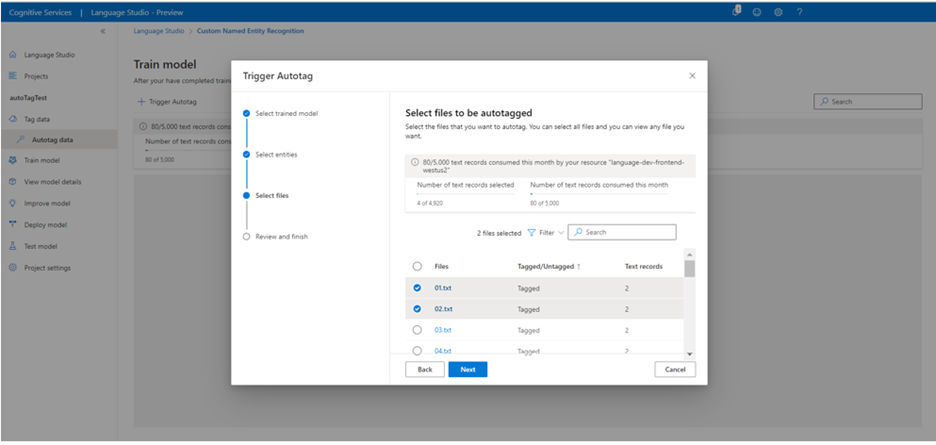 Cognitive Services | Language Studio - Preview
1
?
Language Studio > Custom Named Entity Recognition
Language Studio
Projects
autoTagTest
Tag data
Autotag data
Train model
View model details
Improve model
Deploy model
Test model
Project settings
Train model
After your have completed traini
+ Trigger Autotag
Search
80/5,000 text records cons
Number of text records cons
80 of 5,000
Trigger Autotag
Select trained model
Select entities
Select files
Review and finish
Select files to be autotagged
Select the files that you want to autotag. You can select all files and you can view any file you
want.
80/5,000 text records consumed this month by your resource "language-dev-frontend-
westus2"
Number of text records selected Number of text records consumed this month
4 of 4,920 80 of 5,000
2 files selected Filter Search
Files Tagged/Untagged ↑ Text records
01.txt Tagged 2
02.txt Tagged 2
03.txt Tagged 2
04.txt Tagged 2
Back Next Cancel